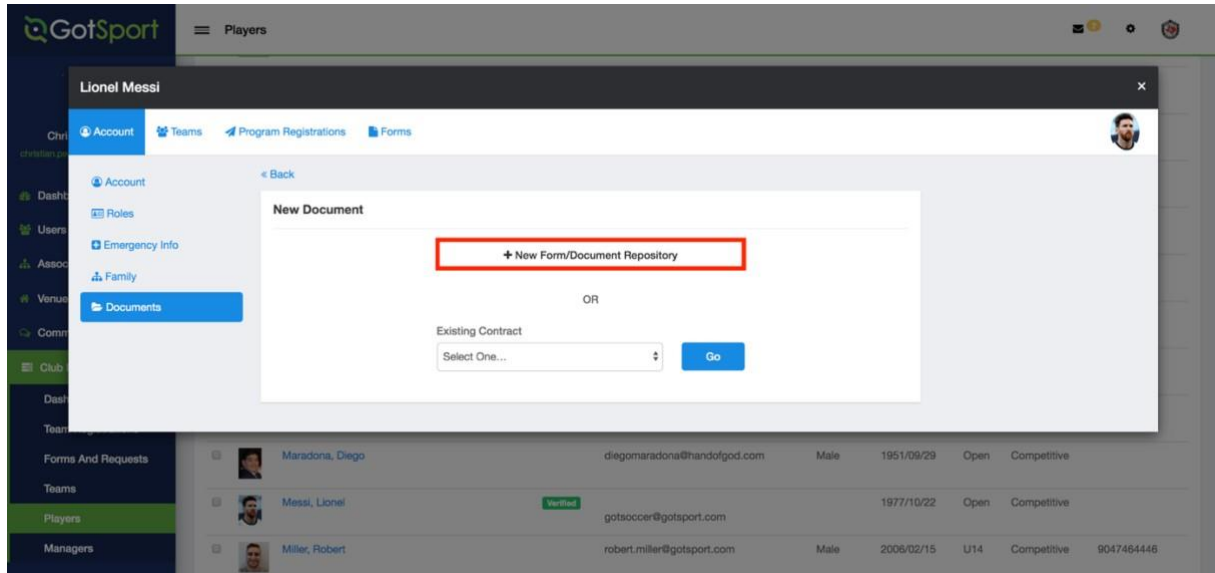 GotSport
Players
Lionel Messi
×
Chri
Account
Teams
Program Registrations
Forms
Account
Roles
Emergency Info
Family
Documents
« Back
New Document
+ New Form/Document Repository
OR
Existing Contract
Select One...
Go
Dashb
Users
Assoc
Venue
Comm
Club
Dash
Forms And Requests
Teams
Players
Managers
Maradona, Diego diegomaradona@handofgod.com Male 1951/09/29 Open Competitive
Messi, Lionel Verified gotsoccer@gotsport.com 1977/10/22 Open Competitive
Miller, Robert robert.miller@gotsport.com Male 2006/02/15 U14 Competitive 9047464446